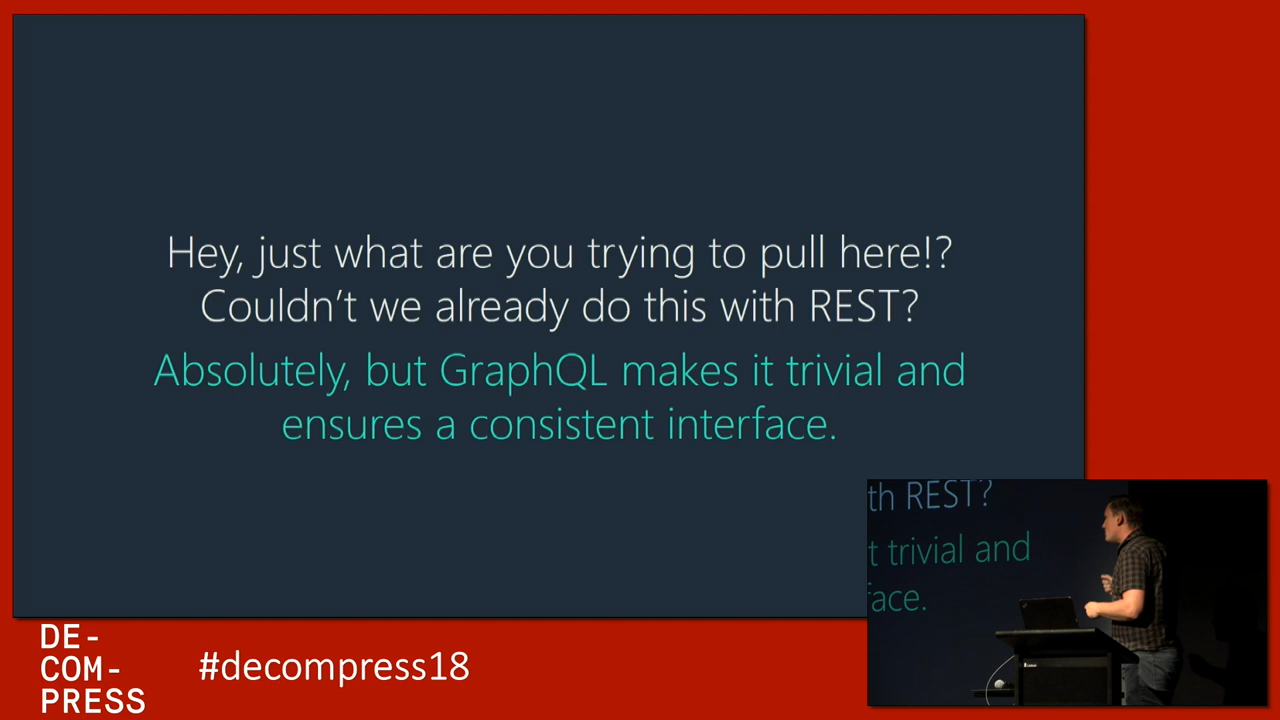 Hey, just what are you trying to pull here!?
Couldn't we already do this with REST?
Absolutely, but GraphQL makes it trivial and
ensures a consistent interface.
th REST?
t trivial and
face.
DE-
COM-
PRESS
#decompress18